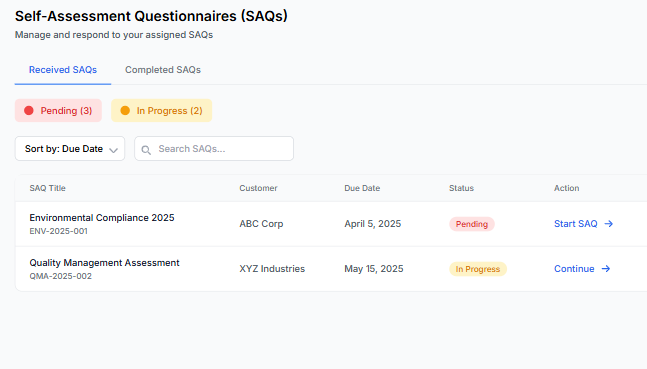 Self-Assessment Questionnaires (SAQs)
Manage and respond to your assigned SAQs
Received SAQs Completed SAQs
Pending (3) In Progress (2)
Sort by: Due Date Search SAQs...
SAQ Title Customer Due Date Status Action
Environmental Compliance 2025
ENV-2025-001
ABC Corp April 5, 2025 Pending Start SAQ →
Quality Management Assessment
QMA-2025-002
XYZ Industries May 15, 2025 In Progress Continue →